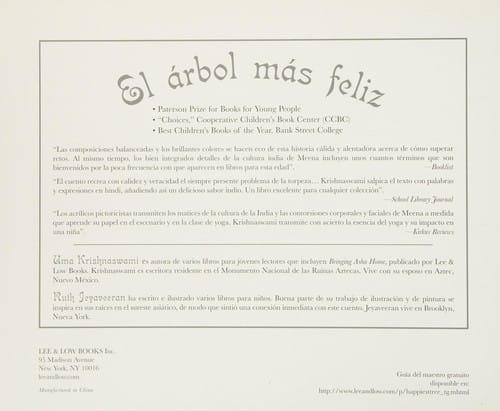 El árbol más feliz
• Paterson Prize for Books for Young People
• "Choices," Cooperative Children's Book Center (CCBC)
• Best Children's Books of the Year, Bank Street College
"Las composiciones balanceadas y los brillantes colores se hacen eco de esta historia cálida y alentadora acerca de cómo superar
retos. Al mismo tiempo, los bien integrados detalles de la cultura india de Meena incluyen unos cuantos términos que son
bienvenidos por la poca frecuencia con que aparecen en libros para esta edad". —Booklist
"El cuento recrea con calidez y veracidad el siempre presente problema de la torpeza… Krishnaswami salpica el texto con palabras
y expresiones en hindi, añadiendo así un delicioso sabor indio. Un libro excelente para cualquier colección".
—School Library Journal
"Los acrílicos pictoricistas transmiten los matices de la cultura de la India y las contorsiones corporales y faciales de Meena a medida
que aprende su papel en el escenario y en la clase de yoga. Krishnaswami transmite con acierto la esencia del yoga y su impacto en
una niña". —Kirkus Reviews
Uma Krishnaswami és autora de varios libros para jóvenes lectores que incluyen Bringing Asha Home, publicado por Lee &
Low Books. Krishnaswami es escritora residente en el Monumento Nacional de las Ruinas Aztecas. Vive con su esposo en Aztec,
Nuevo México.
Ruth Jeyaveeran ha escrito e ilustrado varios libros para niños. Buena parte de su trabajo de ilustración y de pintura se
inspira en sus raíces en el sureste asiático, de modo que sintió una conexión inmediata con este cuento. Jeyaveeran vive en Brooklyn,
Nueva York.
LEE & LOW BOOKS Inc.
95 Madison Avenue
New York, NY 10016
leeandlow.com
Manufactured in China
Guía del maestro gratuito
disponible en:
http://www.leeandlow.com/p/happiesttree_tg.mhtml